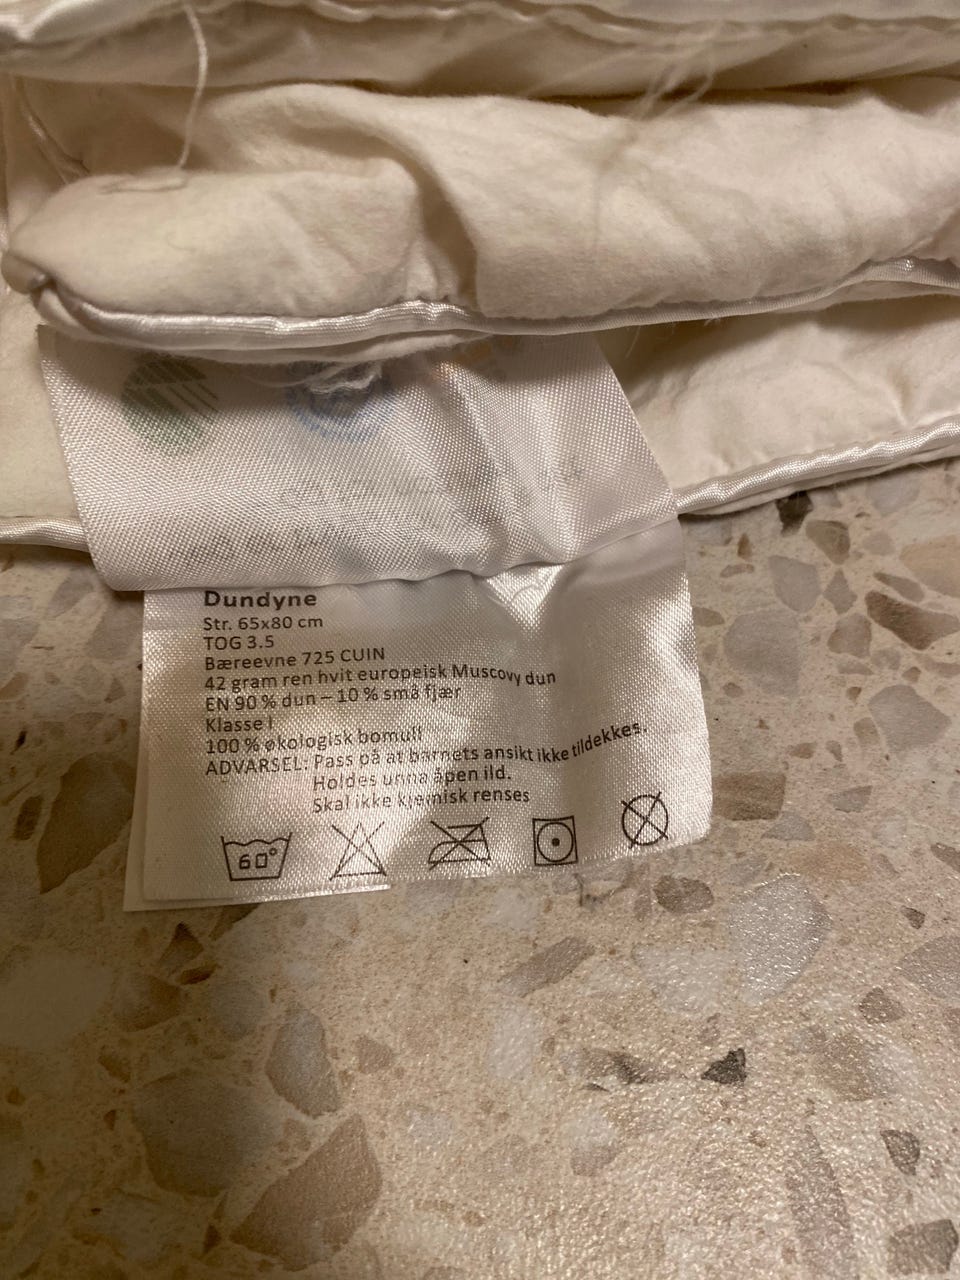 Dundyne
Str. 65x80 cm
TOG 3.5
Bæreevne 725 CUIN
42 gram ren hvit europeisk Muscovy dun
EN 90 % dun – 10 % små fjær
Klasse I
100 % økologisk bomull
ADVARSEL: Pass på at barnets ansikt ikke tildekkes.
Holdes unna åpen ild.
Skal ikke kjemisk renses
60°